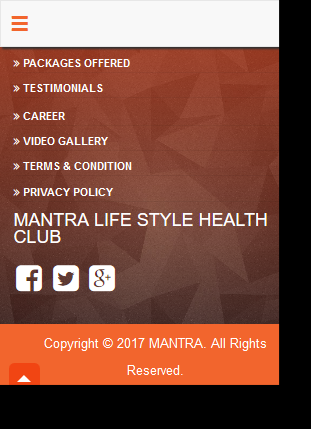 » PACKAGES OFFERED
» TESTIMONIALS
» CAREER
» VIDEO GALLERY
» TERMS & CONDITION
» PRIVACY POLICY
MANTRA LIFE STYLE HEALTH
CLUB
Copyright © 2017 MANTRA. All Rights
Reserved.